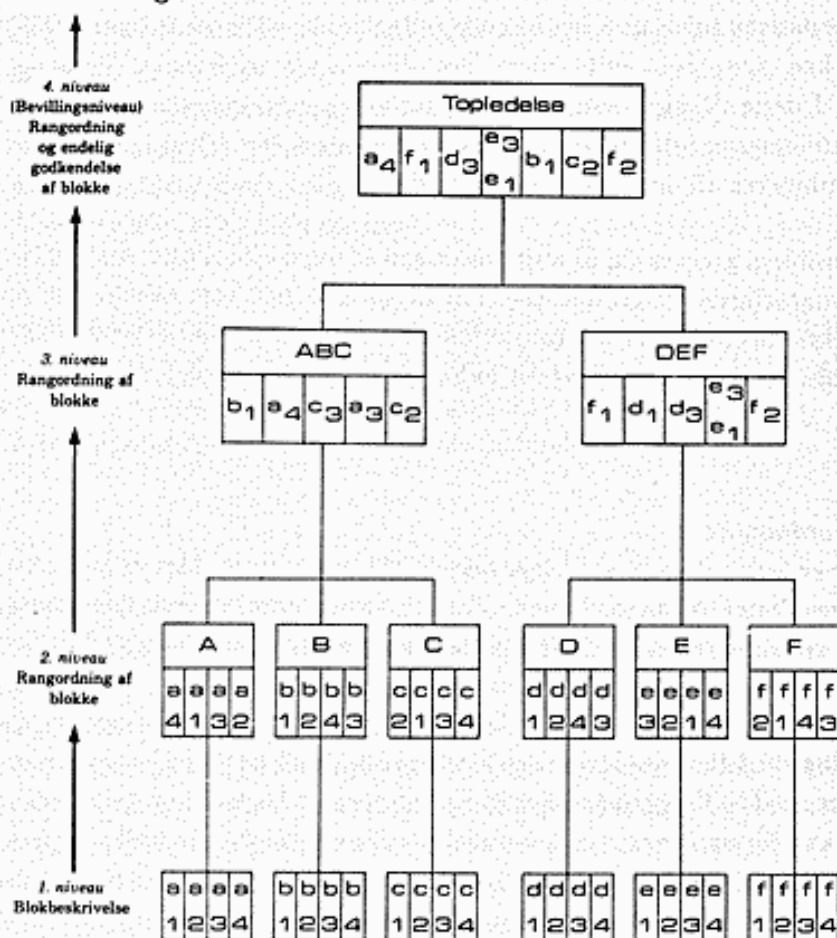 4. niveau
(Bevillingsniveau)
Rangordning
og endelig
godkendelse
af blokke
Topledelse
a4 f1 d3 e3 e1 b1 c2 f2
3. niveau
Rangordning af
blokke
ABC
b1 a4 c3 a3 c2
DEF
f1 d1 d3 e3 e1 f2
2. niveau
Rangordning af
blokke
A
a a a a
4 1 3 2
B
b b b b
1 2 4 3
C
c c c c
2 1 3 4
D
d d d d
1 2 4 3
E
e e e e
3 2 1 4
F
f f f f
2 1 4 3
1. niveau
Blokbeskrivelse
a a a a
1 2 3 4
b b b b
1 2 3 4
c c c c
1 2 3 4
d d d d
1 2 3 4
e e e e
1 2 3 4
f f f f
1 2 3 4